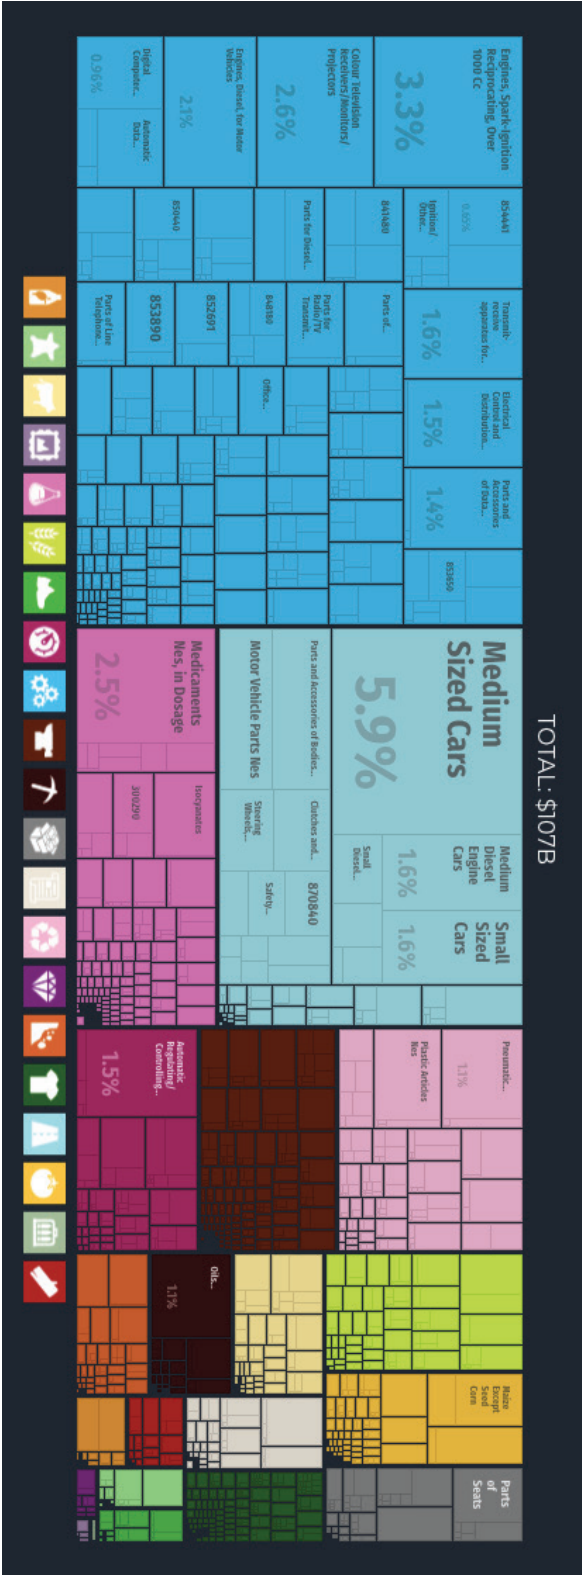 TOTAL: $107B
Engines, Spark-ignition
Reciprocating, Over
1000 Cc
3.3%
Colour Television
Receivers/Monitors/
Projectors
2.6%
Engines, Diesel, for Motor
Vehicles
2.1%
Digital
Computer...
0.96%
Automatic
Data...
854441
0.65%
Ignition/
Other...
841480
Parts for Diesel...
850440
Transmit-
receive
apparatus for...
1.6%
Parts of...
Parts for
Radio/TV
Transmit...
848180
852691
853890
Parts of Line
Telephone...
Electrical
Control and
Distribution...
1.5%
Office...
Parts and
Accessories
of Data...
1.4%
853650
Medium
Sized Cars
5.9%
Medium
Diesel
Engine
Cars
1.6%
Small
Sized
Cars
1.6%
Small
Diesel...
Parts and Accessories of Bodies...
Motor Vehicle Parts Nes
Clutches and...
Steering
Wheels,...
870840
Safety...
Medicaments
Nes, in Dosage
2.5%
Isocyanates
300290
Pneumatic...
1.1%
Plastic Articles
Nes
Automatic
Regulating/
Controlling...
1.5%
Oils...
1.1%
Maize
Except
Seed
Corn
Parts
of
Seats